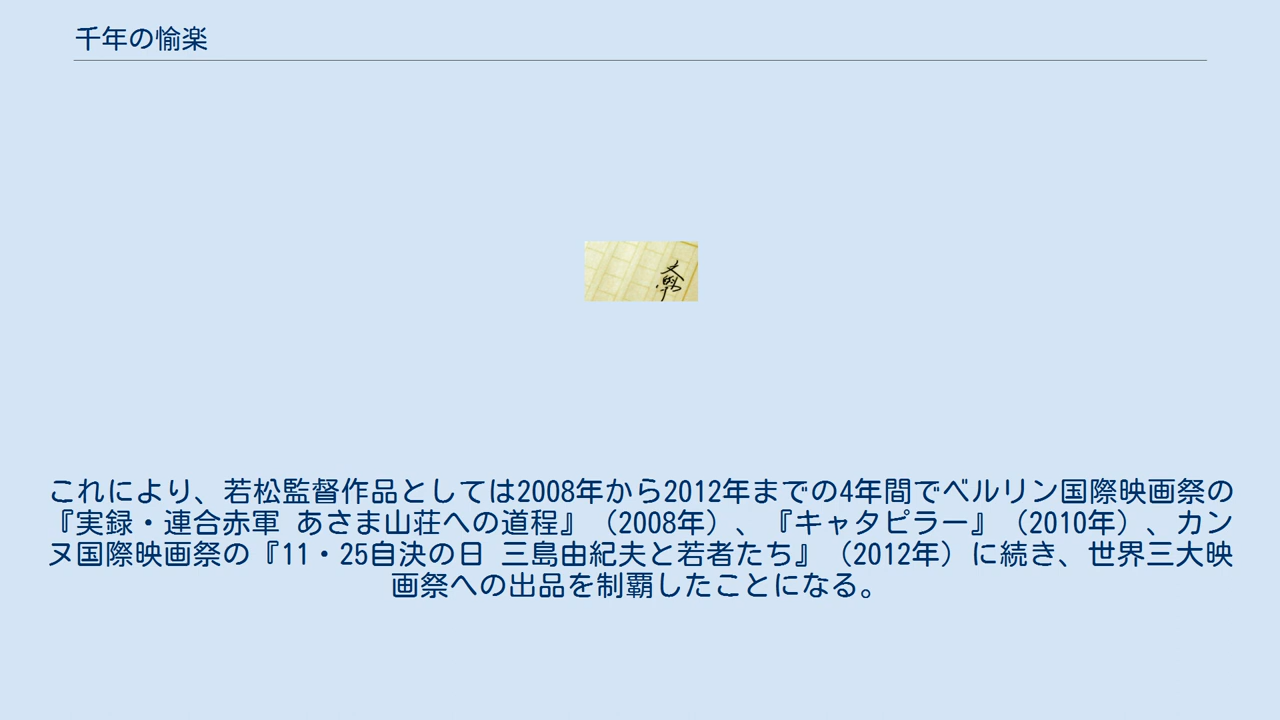 千年の愉楽
これにより、若松監督作品としては2008年から2012年までの4年間でベルリン国際映画祭の
『実録・連合赤軍 あさま山荘への道程』（2008年）、『キャタピラー』（2010年）、カン
ヌ国際映画祭の『11・25自決の日 三島由紀夫と若者たち』（2012年）に続き、世界三大映
画祭への出品を制覇したことになる。